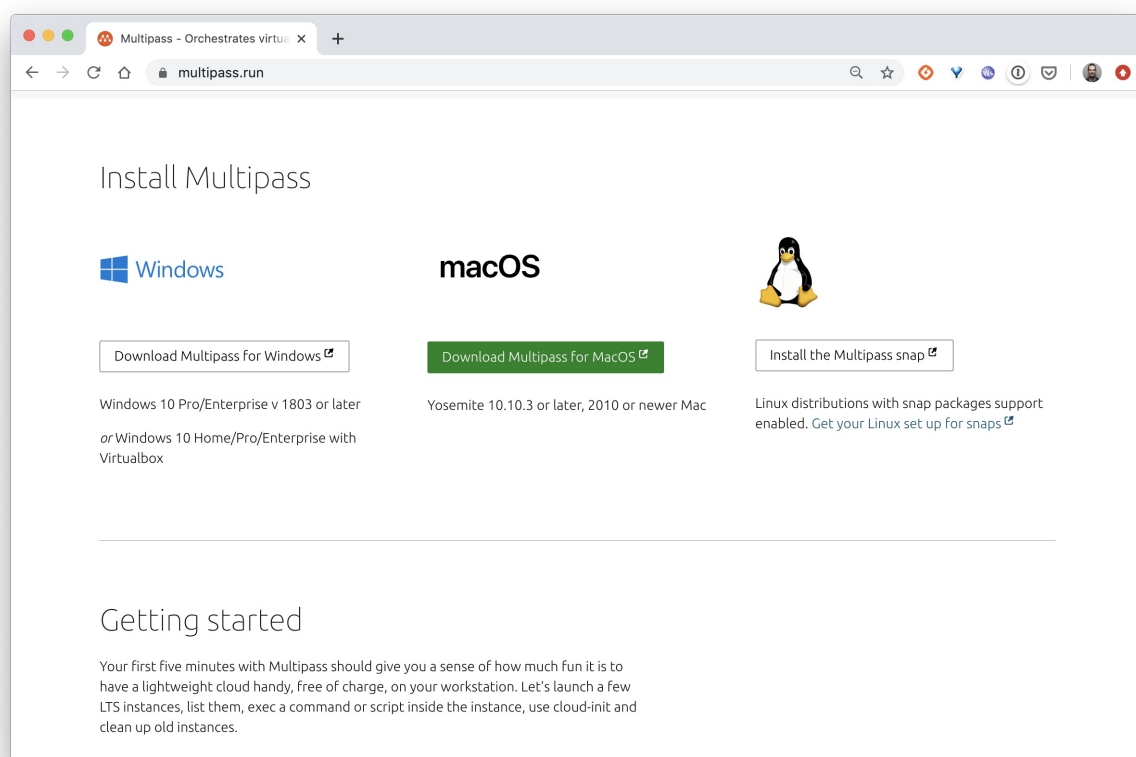 Multipass - Orchestrates virtua
multipass.run
Install Multipass
Windows
macOS
Download Multipass for Windows
Download Multipass for MacOS
Install the Multipass snap
Windows 10 Pro/Enterprise v 1803 or later
or Windows 10 Home/Pro/Enterprise with
Virtualbox
Yosemite 10.10.3 or later, 2010 or newer Mac
Linux distributions with snap packages support
enabled. Get your Linux set up for snaps
Getting started
Your first five minutes with Multipass should give you a sense of how much fun it is to
have a lightweight cloud handy, free of charge, on your workstation. Let's launch a few
LTS instances, list them, exec a command or script inside the instance, use cloud-init and
clean up old instances.